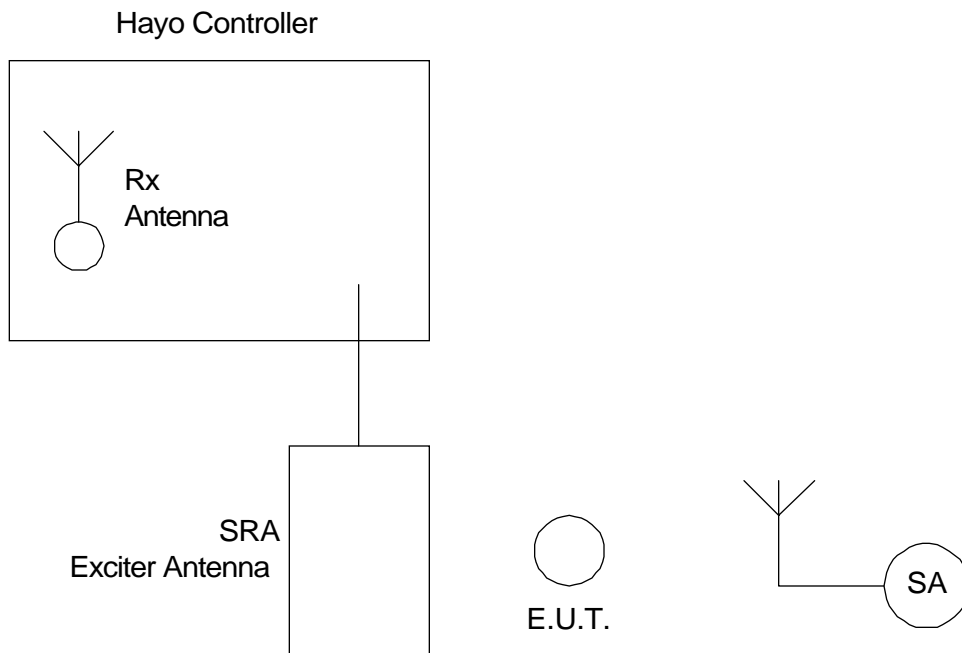 Hayo Controller
Rx
Antenna
SRA
Exciter Antenna
E.U.T.
SA